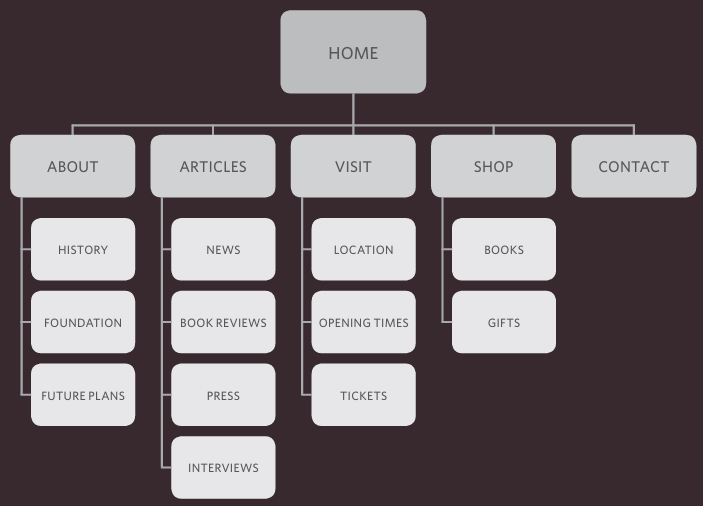 HOME
ABOUT
ARTICLES
VISIT
SHOP
CONTACT
HISTORY
NEWS
LOCATION
BOOKS
FOUNDATION
BOOK REVIEWS
OPENING TIMES
GIFTS
FUTURE PLANS
PRESS
TICKETS
INTERVIEWS